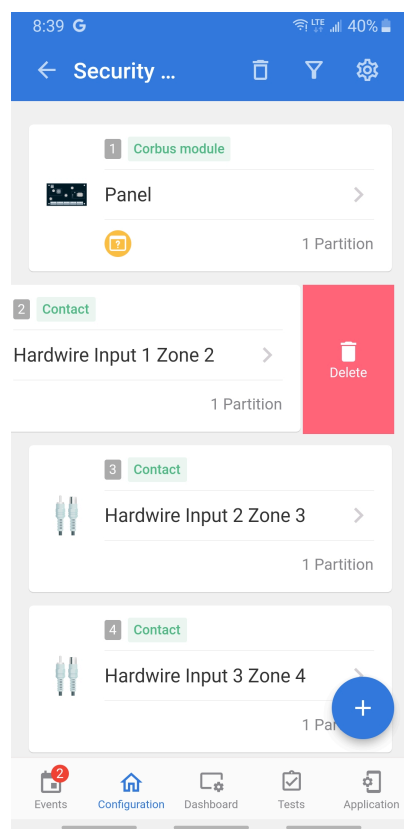 8:39 G LTE 40%
Security ...
1 Corbus module
Panel
?
1 Partition
2 Contact
Hardwire Input 1 Zone 2
Delete
1 Partition
3 Contact
Hardwire Input 2 Zone 3
1 Partition
4 Contact
Hardwire Input 3 Zone 4
1 Par
+
2
Events Configuration Dashboard Tests Application